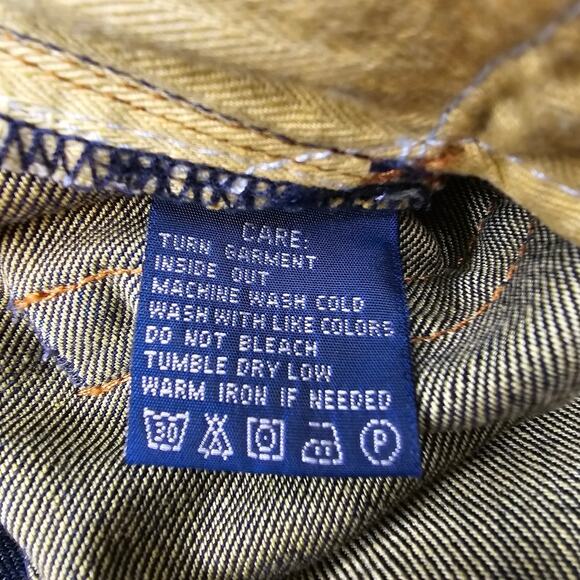 CARE:
TURN GARMENT
INSIDE OUT
MACHINE WASH COLD
WASH WITH LIKE COLORS
DO NOT BLEACH
TUMBLE DRY LOW
WARM IRON IF NEEDED
30 P